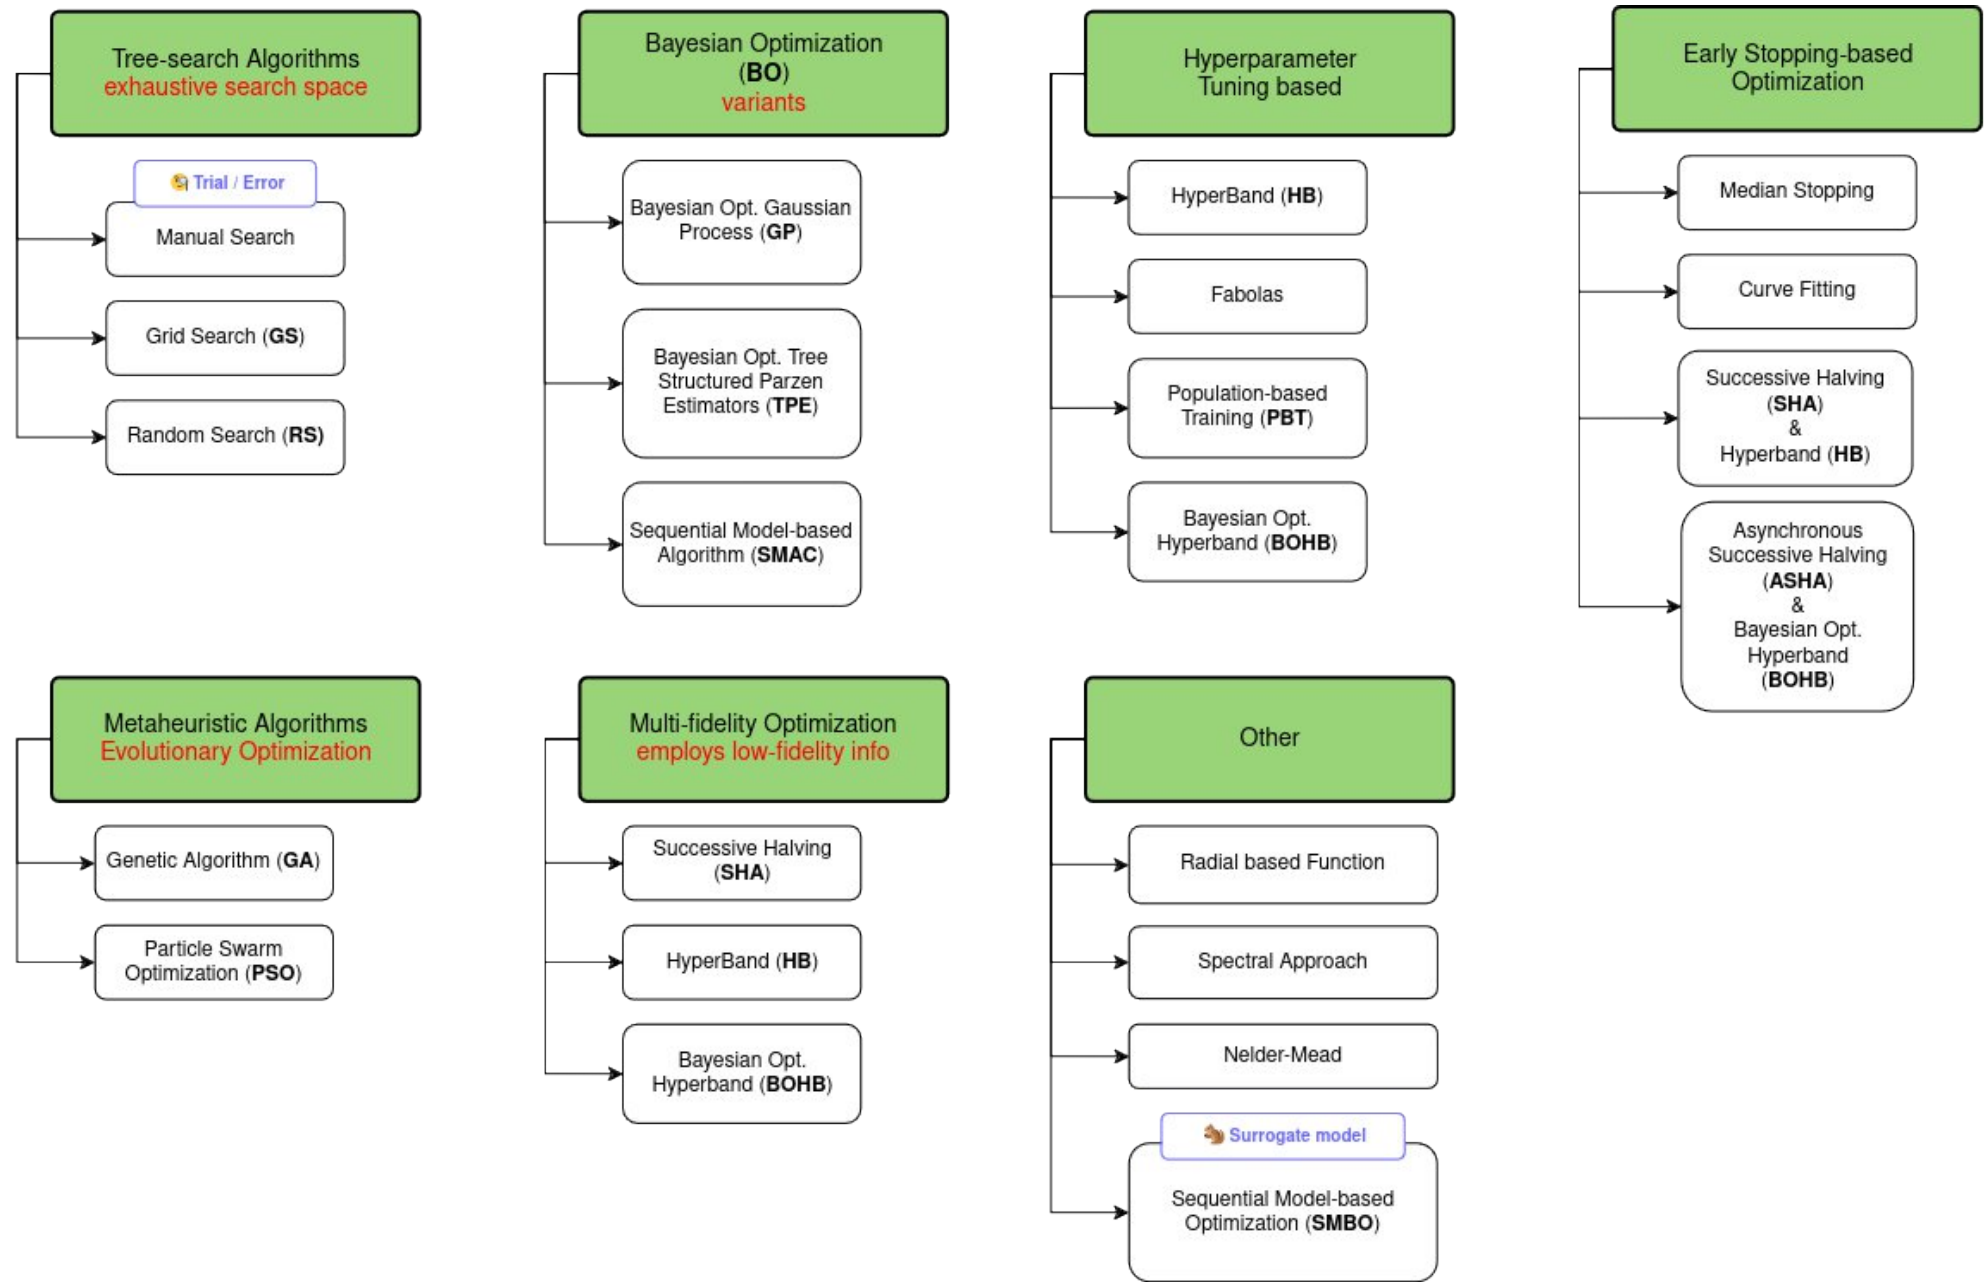 Tree-search Algorithms
exhaustive search space
Trial / Error
Manual Search
Grid Search (GS)
Random Search (RS)
Bayesian Optimization
(BO)
variants
Bayesian Opt. Gaussian
Process (GP)
Bayesian Opt. Tree
Structured Parzen
Estimators (TPE)
Sequential Model-based
Algorithm (SMAC)
Hyperparameter
Tuning based
HyperBand (HB)
Fabolas
Population-based
Training (PBT)
Bayesian Opt.
Hyperband (BOHB)
Early Stopping-based
Optimization
Median Stopping
Curve Fitting
Successive Halving
(SHA)
&
Hyperband (HB)
Asynchronous
Successive Halving
(ASHA)
&
Bayesian Opt.
Hyperband
(BOHB)
Metaheuristic Algorithms
Evolutionary Optimization
Genetic Algorithm (GA)
Particle Swarm
Optimization (PSO)
Multi-fidelity Optimization
employs low-fidelity info
Successive Halving
(SHA)
HyperBand (HB)
Bayesian Opt.
Hyperband (BOHB)
Other
Radial based Function
Spectral Approach
Nelder-Mead
Surrogate model
Sequential Model-based
Optimization (SMBO)